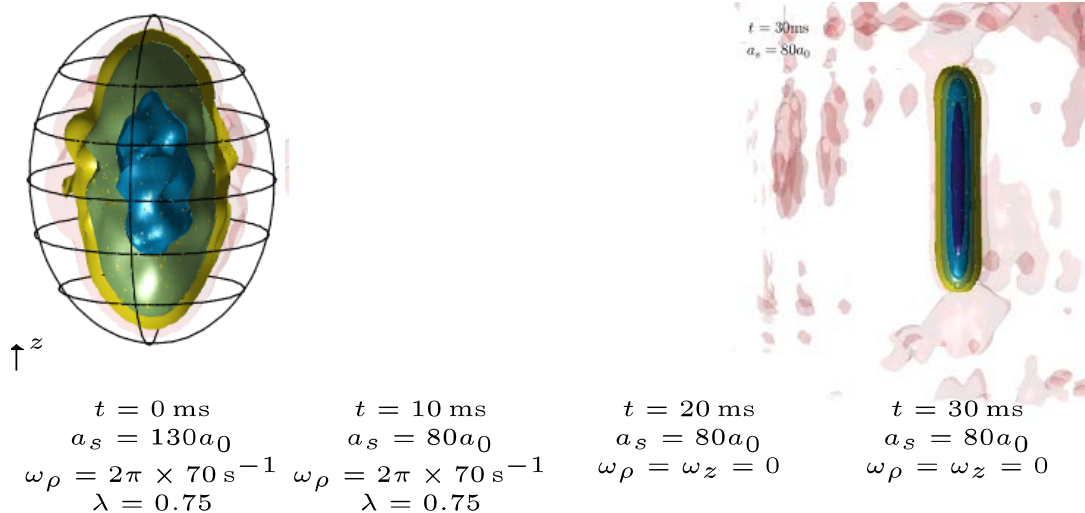 t = 30ms
a_s = 80a_0
↑ z
t = 0 ms
a_s = 130a_0
ω_ρ = 2π × 70 s^{-1}
λ = 0.75
t = 10 ms
a_s = 80a_0
ω_ρ = 2π × 70 s^{-1}
λ = 0.75
t = 20 ms
a_s = 80a_0
ω_ρ = ω_z = 0
t = 30 ms
a_s = 80a_0
ω_ρ = ω_z = 0